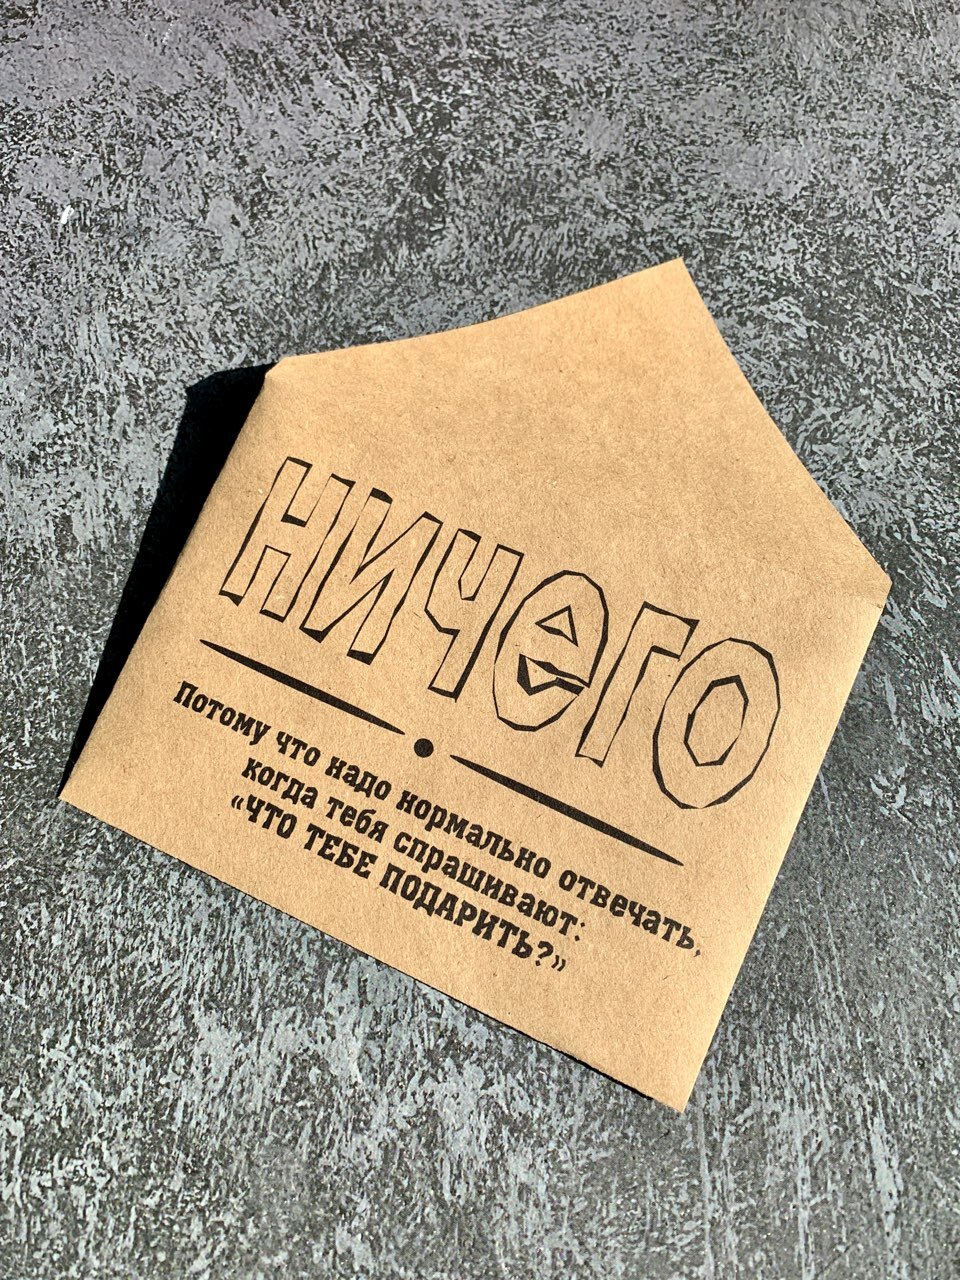 ничего
Потому что надо нормально отвечать,
когда тебя спрашивают:
«ЧТО ТЕБЕ ПОДАРИТЬ?»